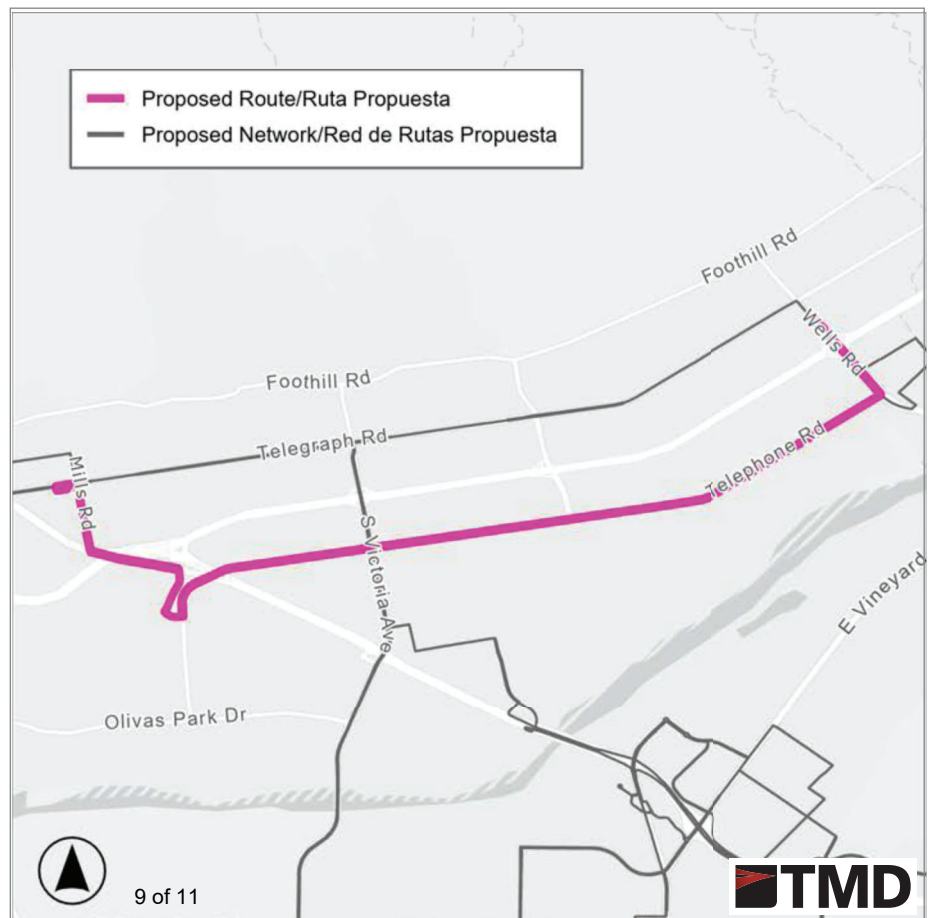 Proposed Route/Ruta Propuesta
Proposed Network/Red de Rutas Propuesta
Foothill Rd
Wells Rd
Foothill Rd
Telegraph Rd
Mills Rd
Telephone Rd
S Victoria Ave
E Vineyard
Olivas Park Dr
9 of 11
TMD